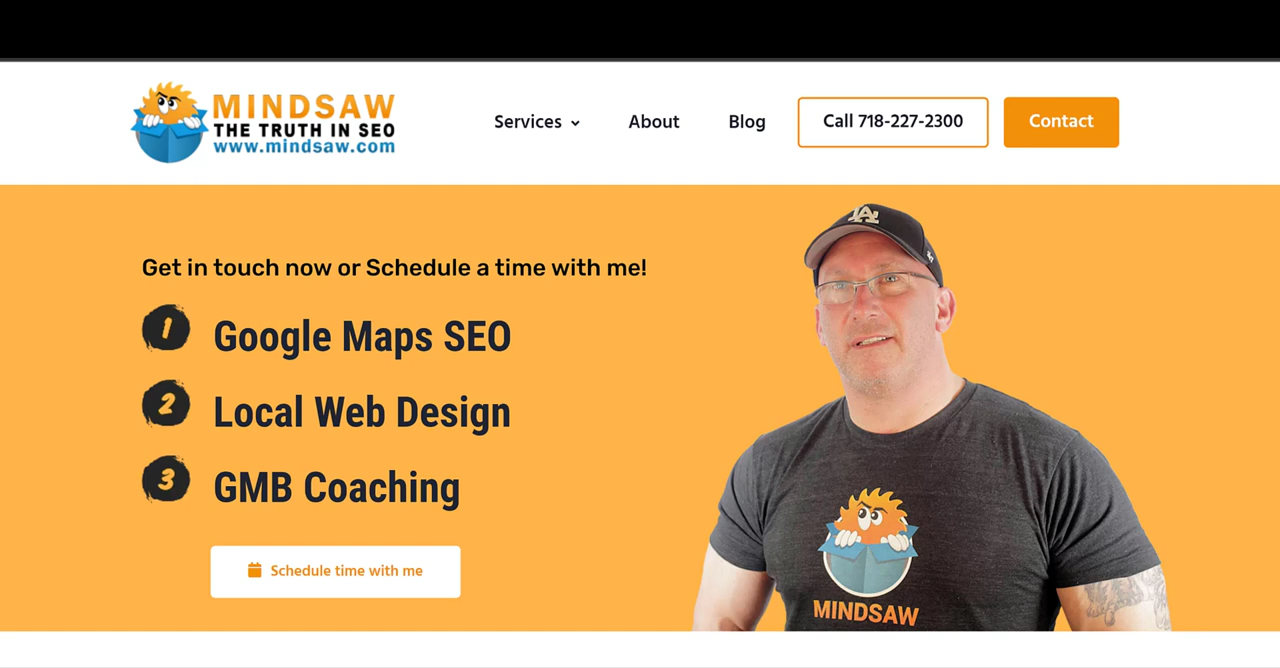 MINDSAW
THE TRUTH IN SEO
www.mindsaw.com
Services
About
Blog
Call 718-227-2300
Contact
Get in touch now or Schedule a time with me!
1 Google Maps SEO
2 Local Web Design
3 GMB Coaching
Schedule time with me
LA
MINDSAW